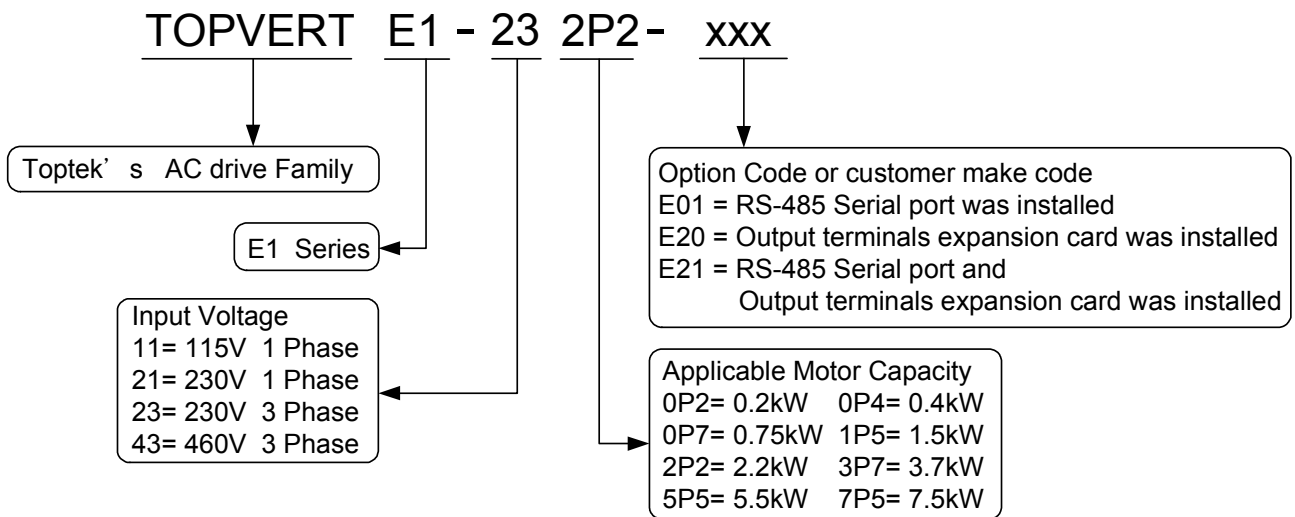 TOPVERT E1 - 23 2P2 - xxx
Toptek's AC drive Family
E1 Series
Input Voltage
11= 115V 1 Phase
21= 230V 1 Phase
23= 230V 3 Phase
43= 460V 3 Phase
Option Code or customer make code
E01 = RS-485 Serial port was installed
E20 = Output terminals expansion card was installed
E21 = RS-485 Serial port and
Output terminals expansion card was installed
Applicable Motor Capacity
0P2= 0.2kW 0P4= 0.4kW
0P7= 0.75kW 1P5= 1.5kW
2P2= 2.2kW 3P7= 3.7kW
5P5= 5.5kW 7P5= 7.5kW